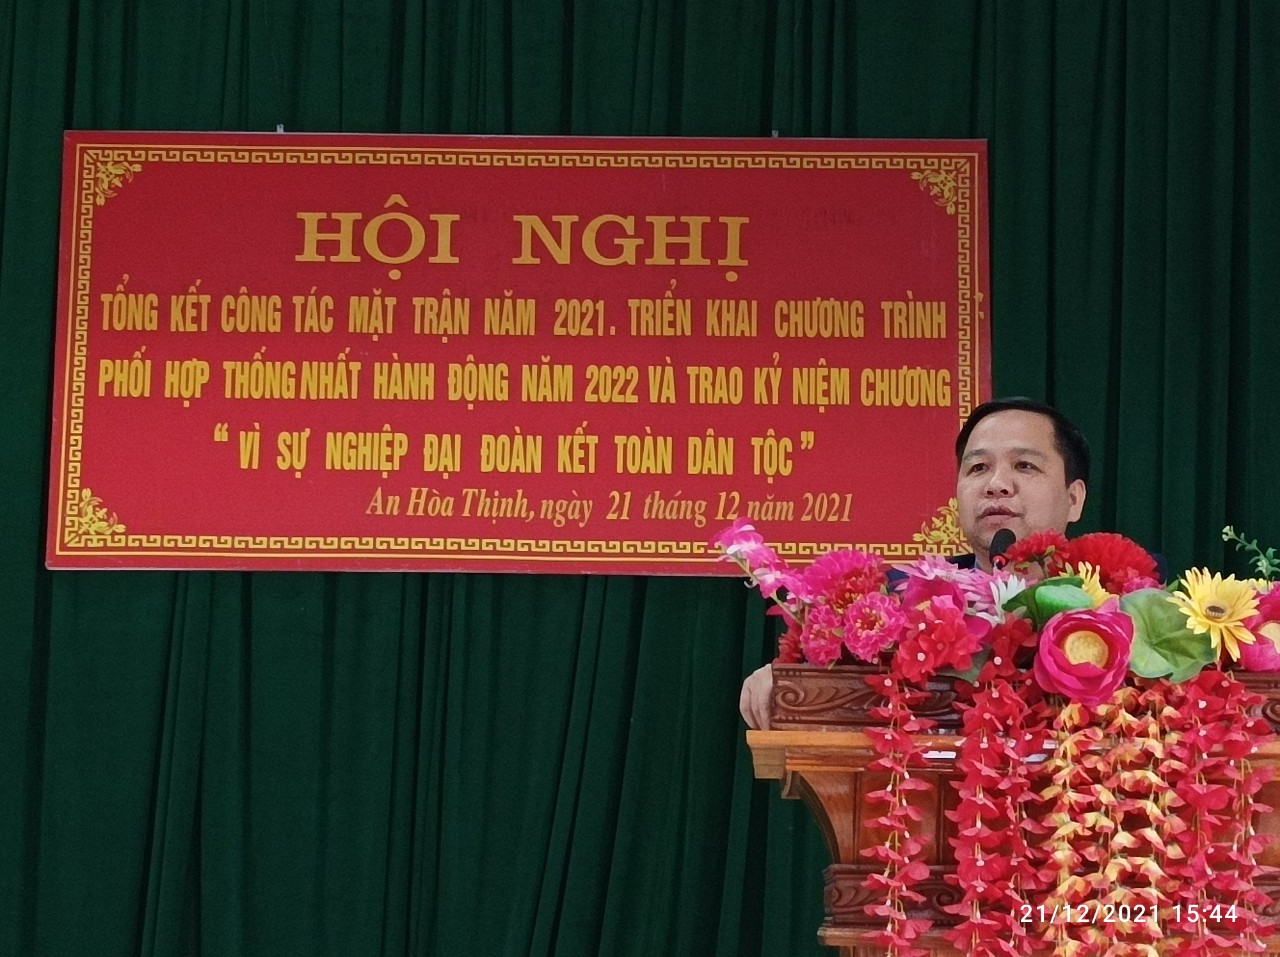 HỘI NGHỊ
TỔNG KẾT CÔNG TÁC MẶT TRẬN NĂM 2021. TRIỂN KHAI CHƯƠNG TRÌNH
PHỐI HỢP THỐNG NHẤT HÀNH ĐỘNG NĂM 2022 VÀ TRAO KỶ NIỆM CHƯƠNG
“ VÌ SỰ NGHIỆP ĐẠI ĐOÀN KẾT TOÀN DÂN TỘC”
An Hòa Thịnh, ngày 21 tháng 12 năm 2021
21/12/2021 15:44